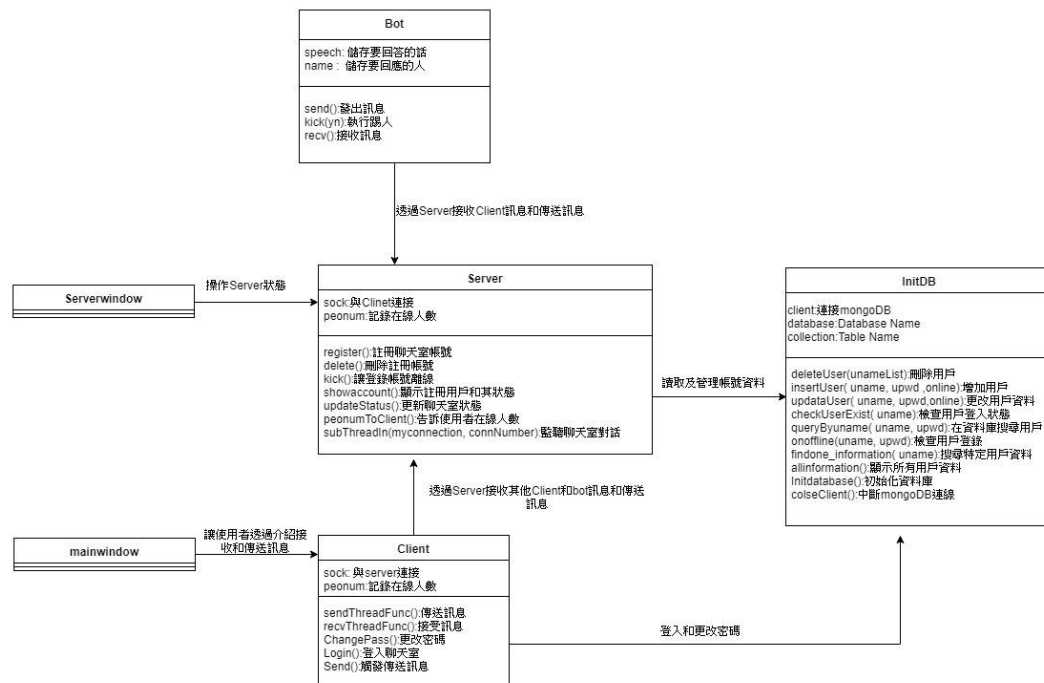 Bot
speech: 儲存要回答的話
name : 儲存要回應的人
send():發出訊息
kick(yn):執行踢人
recv():接收訊息
透過Server接收Client訊息和傳送訊息
Serverwindow
操作Server狀態
Server
sock:與Clinet連接
peonum:記錄在線人數
register():註冊聊天室帳號
delete():刪除註冊帳號
kick():讓登錄帳號離線
showaccount():顯示註冊用戶和其狀態
updateStatus():更新聊天室狀態
peonumToClient():告訴使用者在線人數
subThreadIn(myconnection, connNumber):監聽聊天室對話
讀取及管理帳號資料
InitDB
client:連接mongoDB
database:Database Name
collection:Table Name
deleteUser(unameList):刪除用戶
insertUser( uname, upwd ,online):增加用戶
updataUser( uname, upwd,online):更改用戶資料
checkUserExist( uname):檢查用戶登入狀態
queryByuname( uname, upwd):在資料庫搜尋用戶
onoffline(uname, upwd):檢查用戶登錄
findone_information( uname):搜尋特定用戶資料
allinformation():顯示所有用戶資料
Initdatabase():初始化資料庫
colseClient():中斷mongoDB連線
透過Server接收其他Client和bot訊息和傳送
訊息
mainwindow
讓使用者透過介紹接
收和傳送訊息
Client
sock: 與server連接
peonum:記錄在線人數
sendThreadFunc():傳送訊息
recvThreadFunc():接受訊息
ChangePass():更改密碼
Login():登入聊天室
Send():觸發傳送訊息
登入和更改密碼